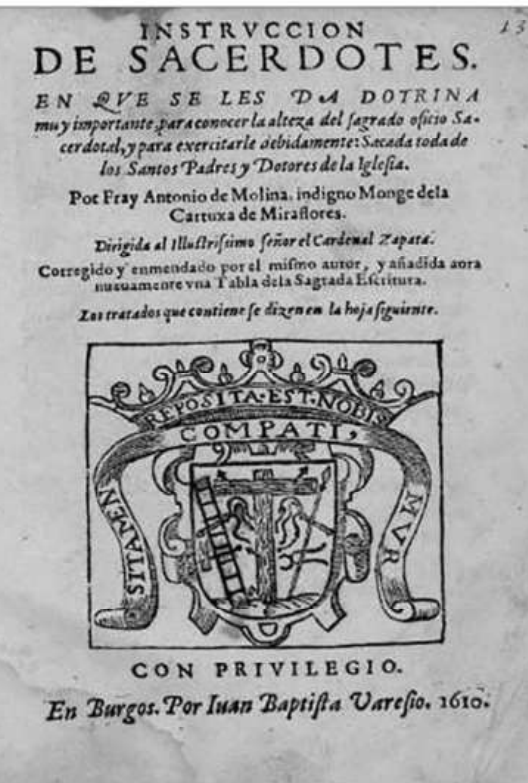 13
INSTRVCCION
DE SACERDOTES.
EN QVE SE LES DA DOTRINA
muy importante, para conocer la alteza del ſagrado oficio Sa-
cerdotal, y para exercitarle debidamente: Sacada toda de
los Santos Padres y Dotores de la Igleſia.
Por Fray Antonio de Molina, indigno Monge dela
Cartuxa de Miraflores.
Dirigida al Illuſtriſsimo ſeñor el Cardenal Zapata.
Corregido y enmendado por el miſmo autor, y añadida aora
nueuamente vna Tabla dela Sagrada Eſcritura.
Los tratados que contiene ſe dizen en la hoja ſiguiente.
REPOSITA·EST·NOBIS
COMPATI,
SITAMEN
MVR
CON PRIVILEGIO.
En Burgos. Por Iuan Baptiſta Vareſio. 1610.